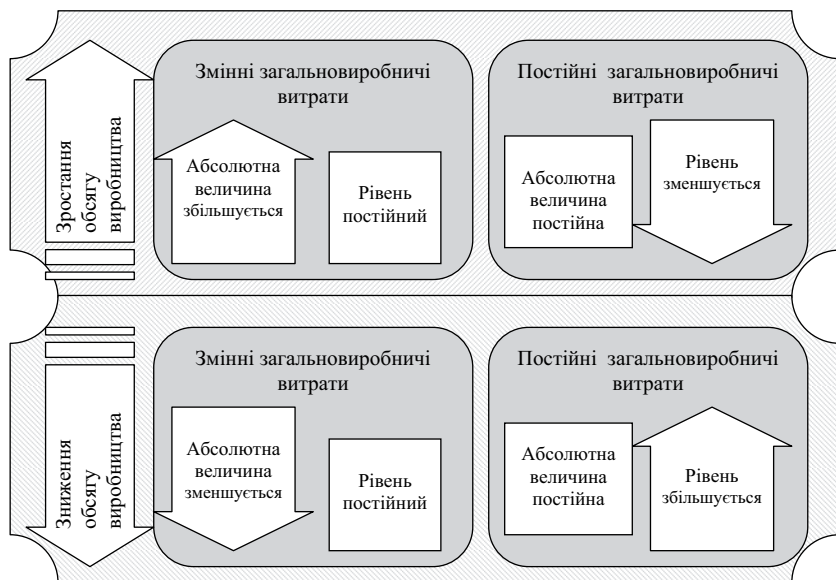 Зростання
обсягу
виробництва
Змінні загальновиробничі
витрати
Абсолютна
величина
збільшується
Рівень
постійний
Постійні загальновиробничі
витрати
Абсолютна
величина
постійна
Рівень
зменшується
Зниження
обсягу
виробництва
Змінні загальновиробничі
витрати
Абсолютна
величина
зменшується
Рівень
постійний
Постійні загальновиробничі
витрати
Абсолютна
величина
постійна
Рівень
збільшується